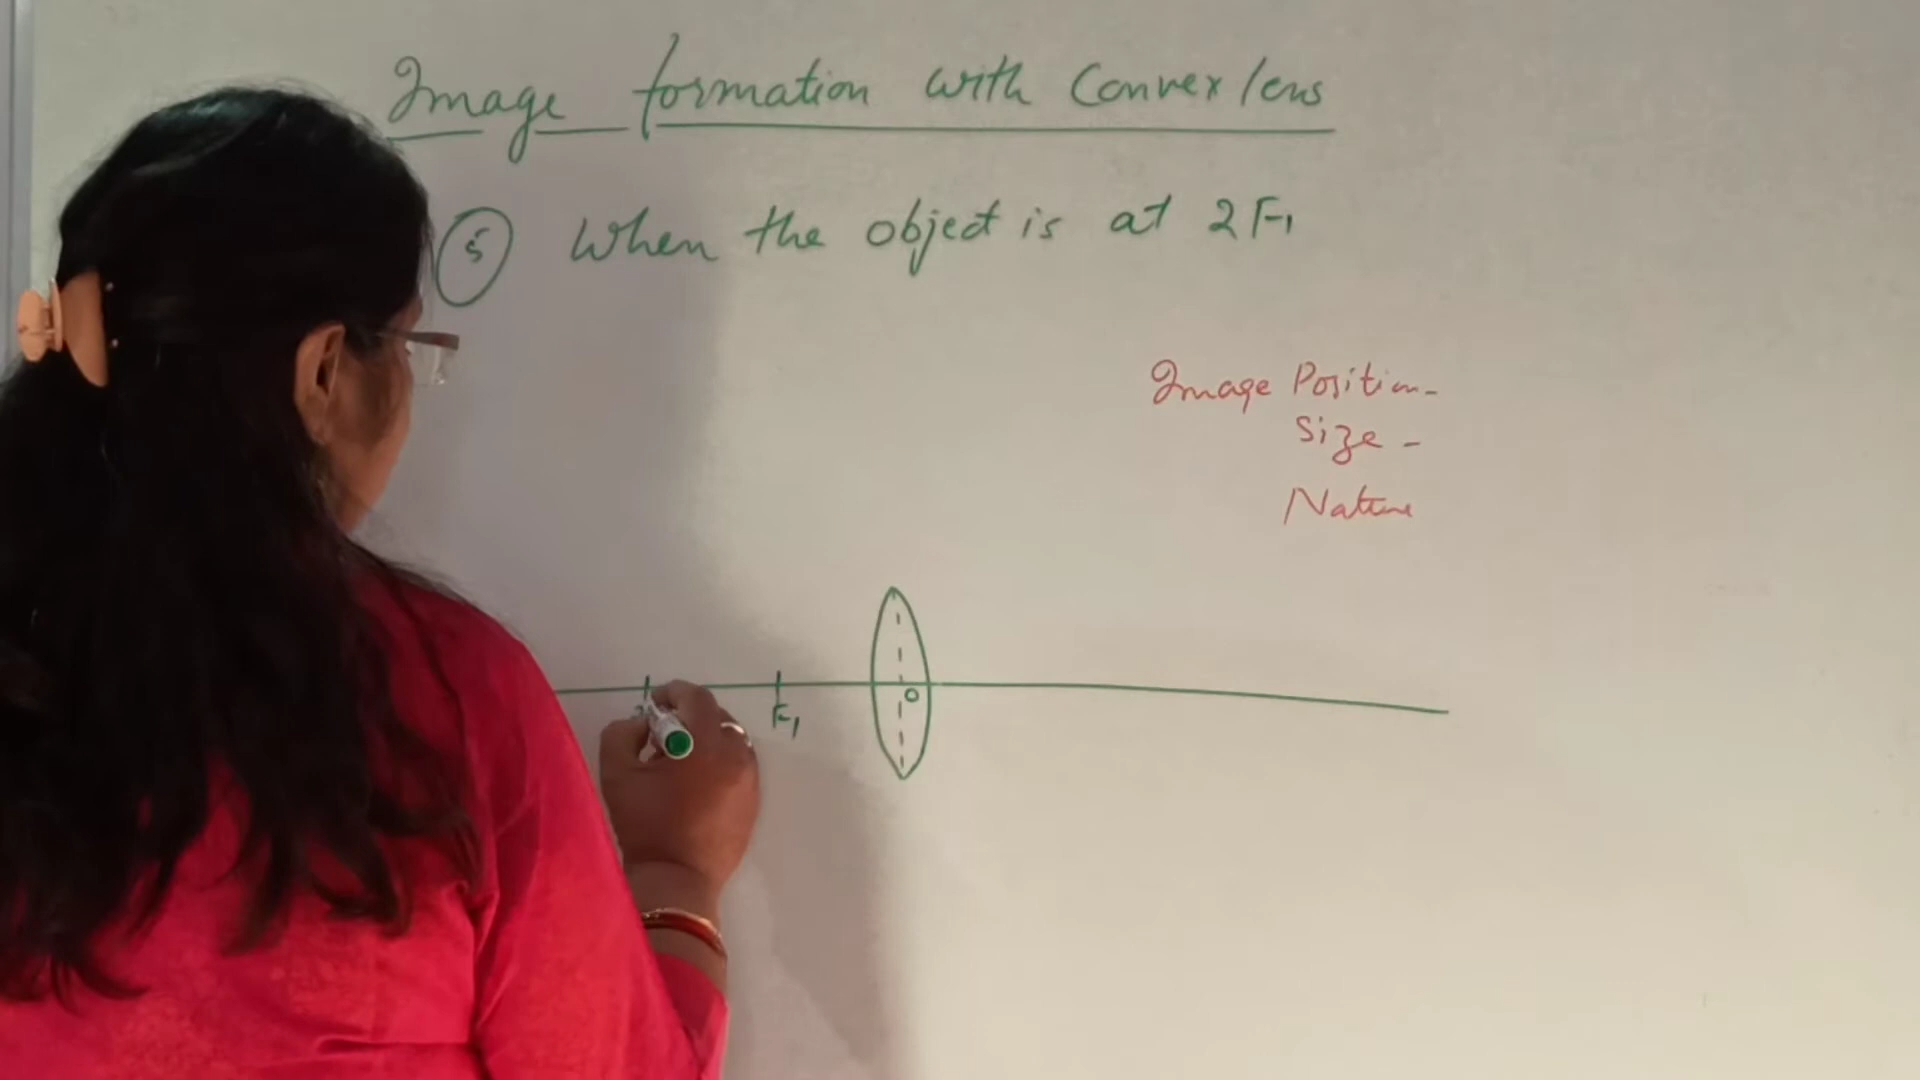 Image formation with Convex lens
5 When the object is at 2F1
Image Position-
Size -
Nature
O
F1